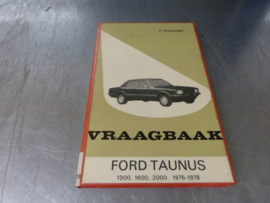 VRAAGBAAK
FORD TAUNUS
1300, 1600, 2000 1976-1978